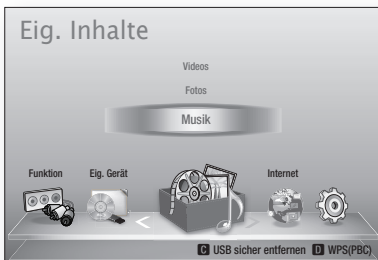 Eig. Inhalte
Videos
Fotos
Musik
Funktion Eig. Gerät Internet
C USB sicher entfernen D WPS(PBC)